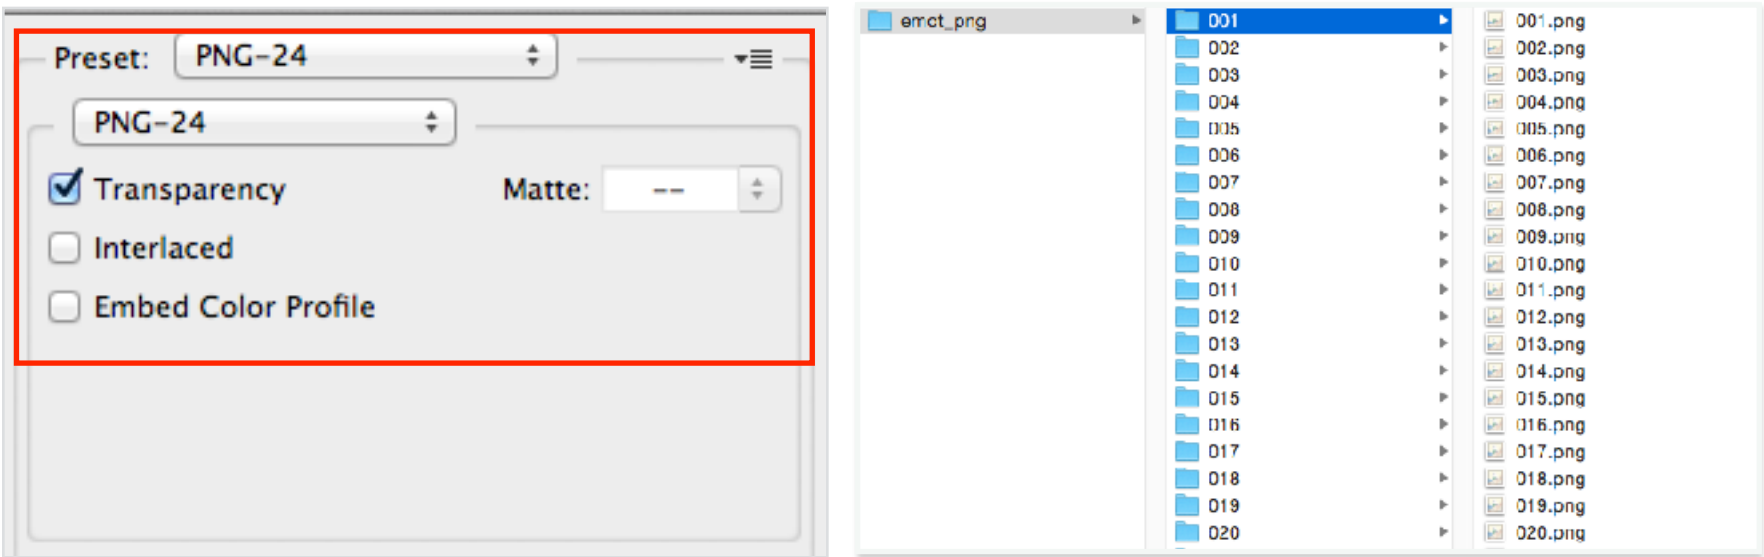 Preset: PNG-24
PNG-24
Transparency Matte: --
Interlaced
Embed Color Profile
emct_png
001
002
003
004
005
006
007
008
009
010
011
012
013
014
015
016
017
018
019
020
001.png
002.png
003.png
004.png
005.png
006.png
007.png
008.png
009.png
010.png
011.png
012.png
013.png
014.png
015.png
016.png
017.png
018.png
019.png
020.png